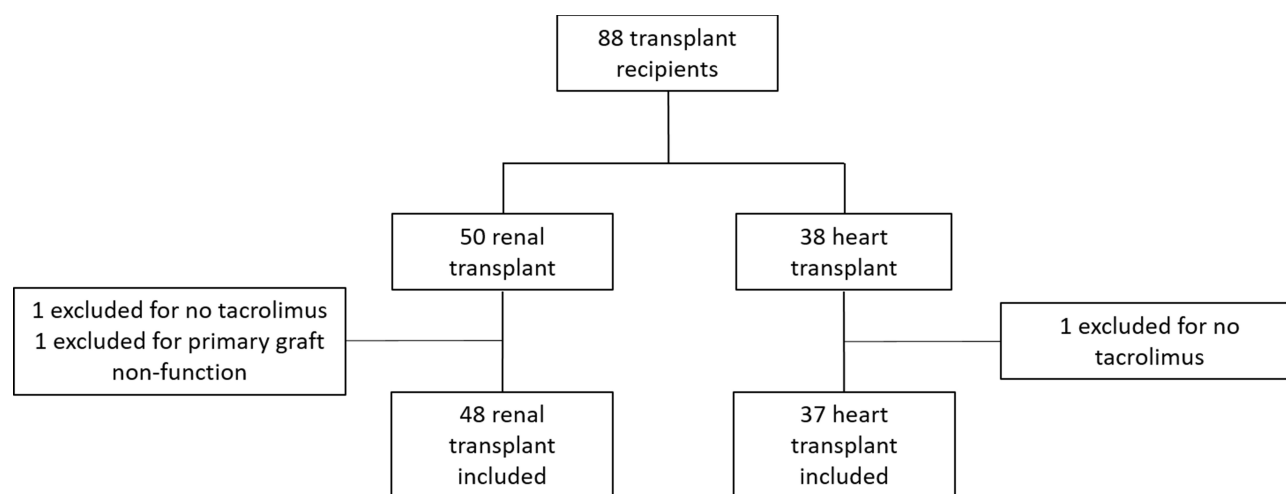 88 transplant
recipients
50 renal
transplant
38 heart
transplant
1 excluded for no tacrolimus
1 excluded for primary graft
non-function
1 excluded for no
tacrolimus
48 renal
transplant
included
37 heart
transplant
included